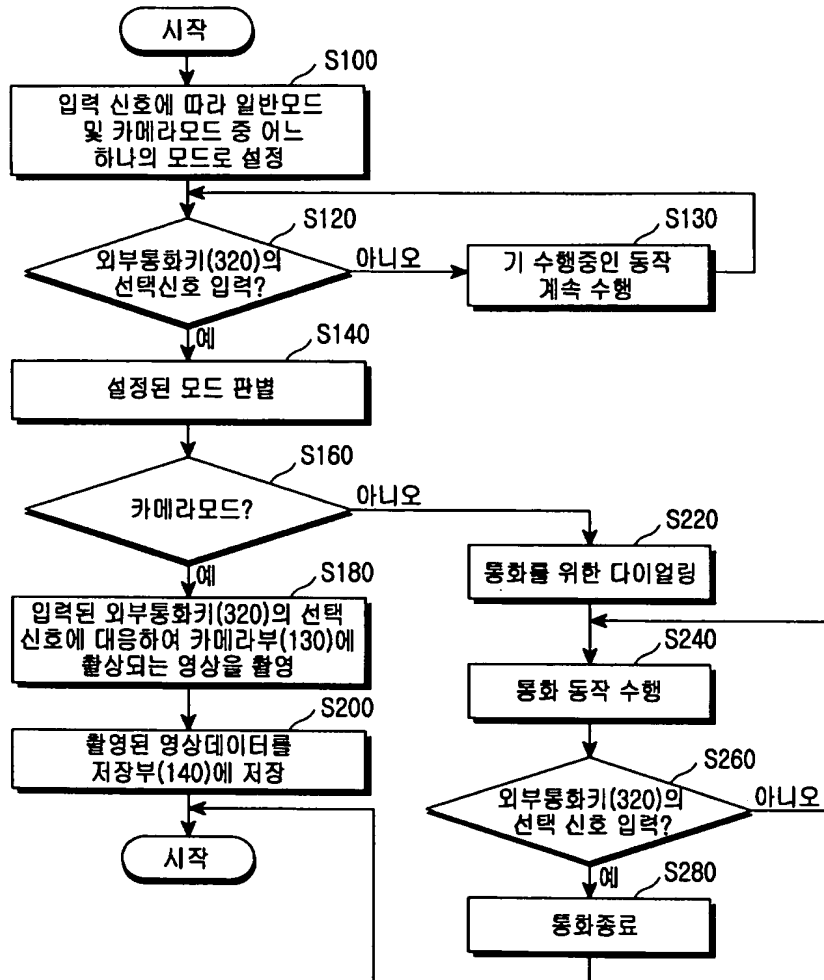 시작
S100
입력 신호에 따라 일반모드
및 카메라모드 중 어느
하나의 모드로 설정
S120
외부통화키(320)의
선택신호 입력?
아니오
S130
기 수행중인 동작
계속 수행
예
S140
설정된 모드 판별
S160
카메라모드?
아니오
예
S180
입력된 외부통화키(320)의 선택
신호에 대응하여 카메라부(130)에
촬상되는 영상을 촬영
S200
촬영된 영상데이터를
저장부(140)에 저장
시작
S220
통화를 위한 다이얼링
S240
통화 동작 수행
S260
외부통화키(320)의
선택 신호 입력?
아니오
예
S280
통화종료